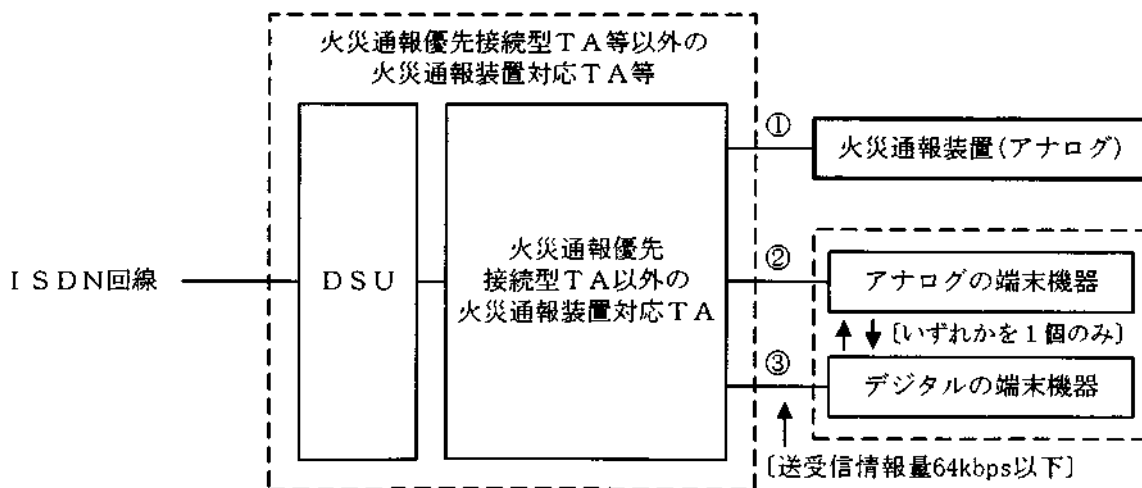 火災通報優先接続型ＴＡ等以外の
火災通報装置対応ＴＡ等
ＩＳＤＮ回線
ＤＳＵ
火災通報優先
接続型ＴＡ以外の
火災通報装置対応ＴＡ
①
火災通報装置(アナログ)
②
アナログの端末機器
〔いずれかを１個のみ〕
③
デジタルの端末機器
〔送受信情報量64kbps以下〕